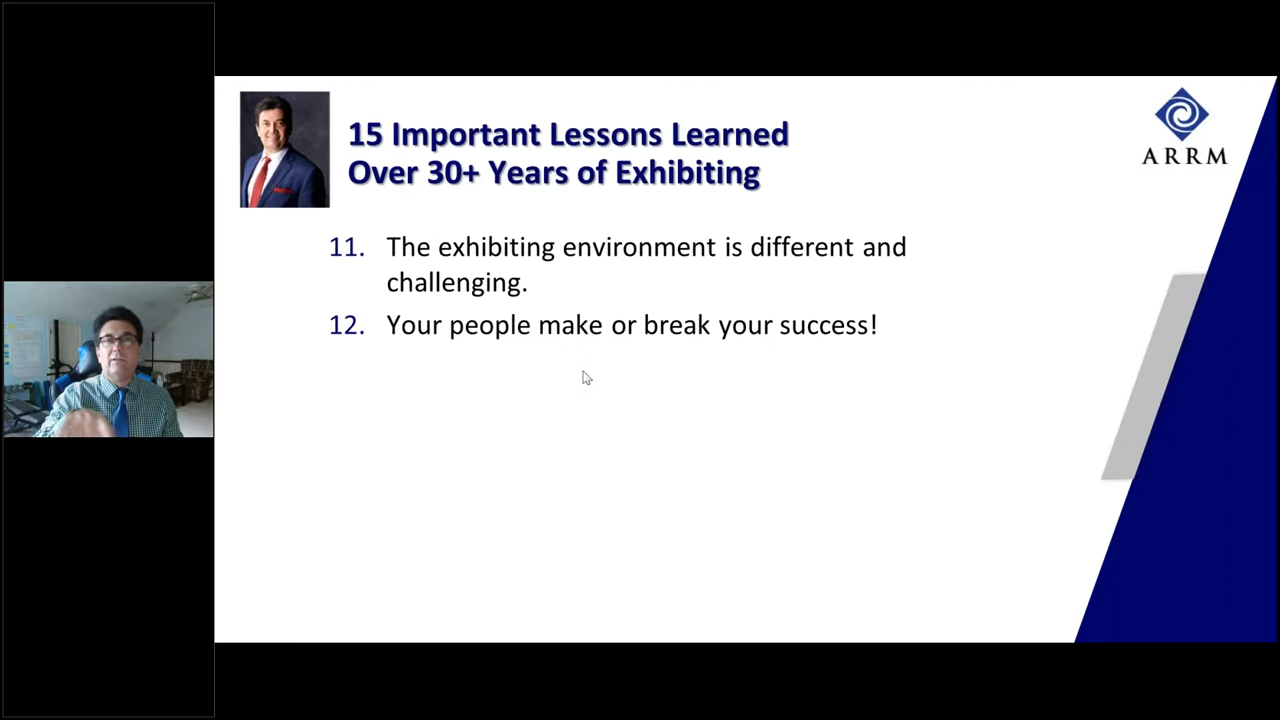 15 Important Lessons Learned
Over 30+ Years of Exhibiting
ARRM
11. The exhibiting environment is different and
challenging.
12. Your people make or break your success!